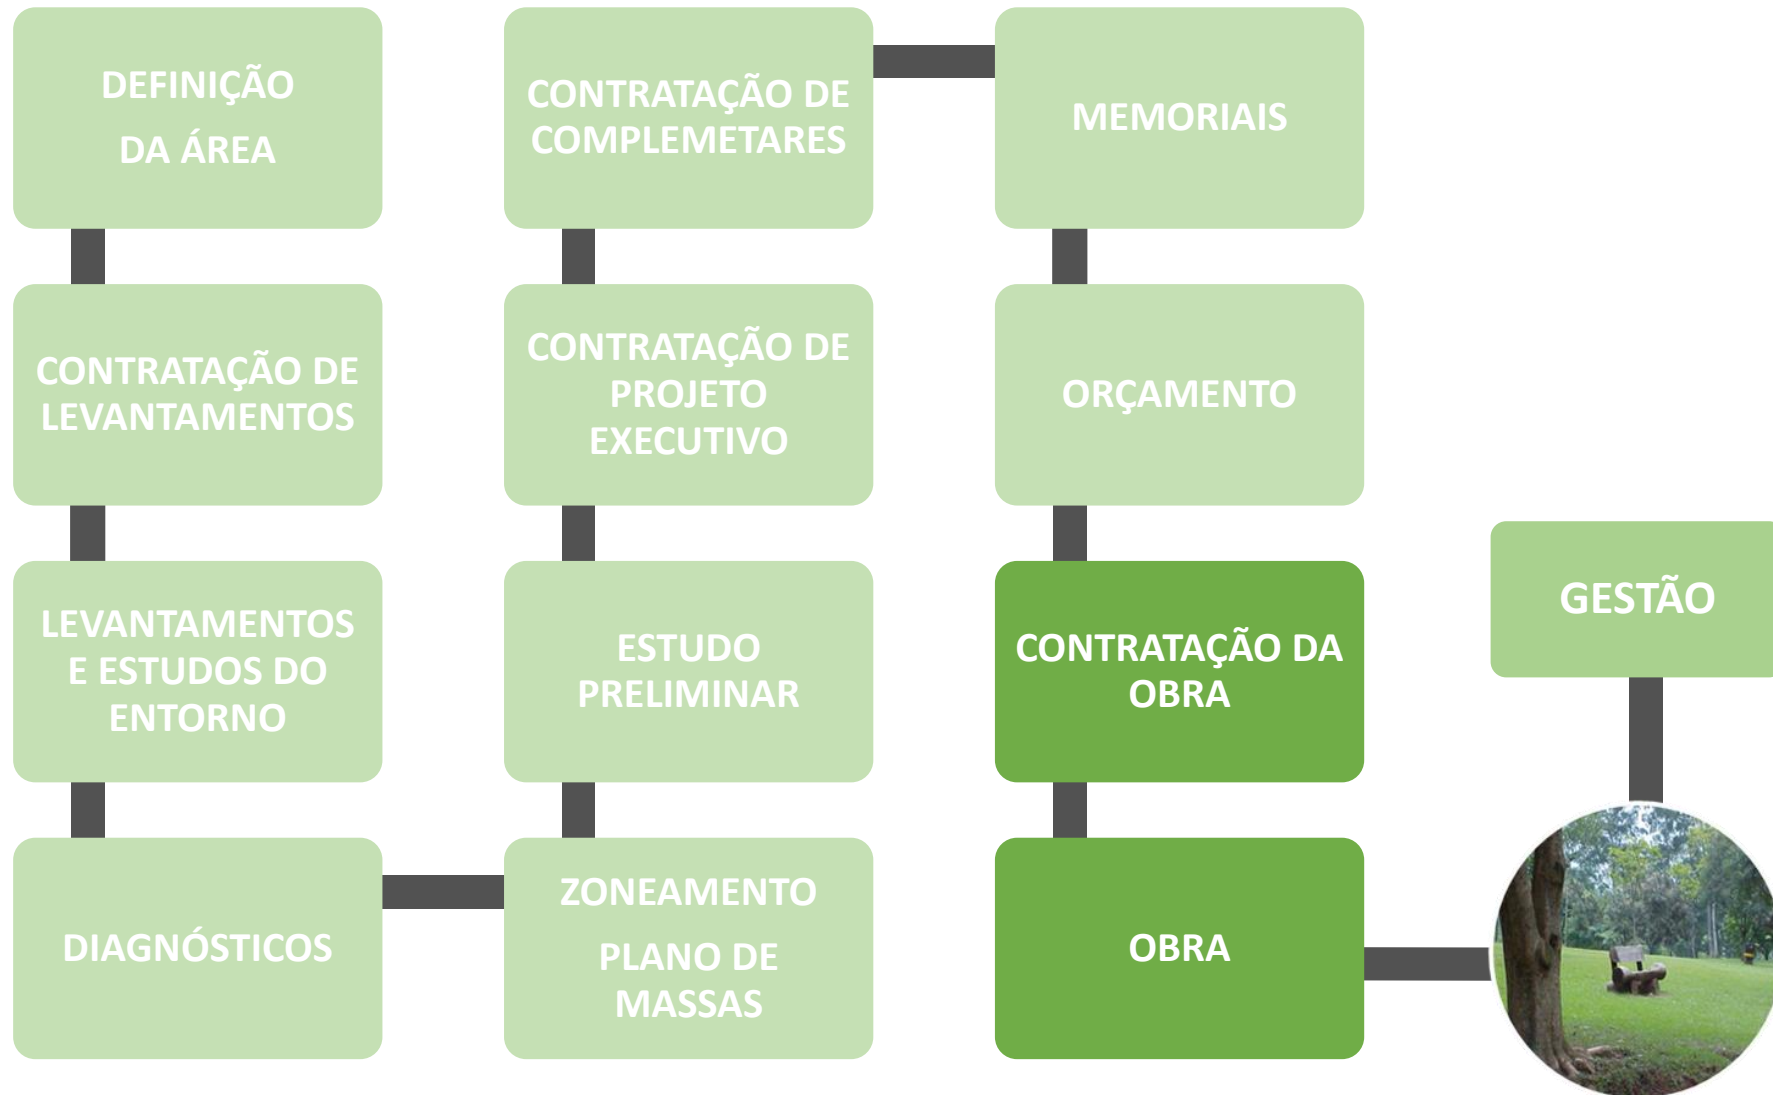 DEFINIÇÃO
DA ÁREA
CONTRATAÇÃO DE
LEVANTAMENTOS
LEVANTAMENTOS
E ESTUDOS DO
ENTORNO
DIAGNÓSTICOS
ZONEAMENTO
PLANO DE
MASSAS
ESTUDO
PRELIMINAR
CONTRATAÇÃO DE
PROJETO
EXECUTIVO
CONTRATAÇÃO DE
COMPLEMETARES
MEMORIAIS
ORÇAMENTO
CONTRATAÇÃO DA
OBRA
OBRA
GESTÃO